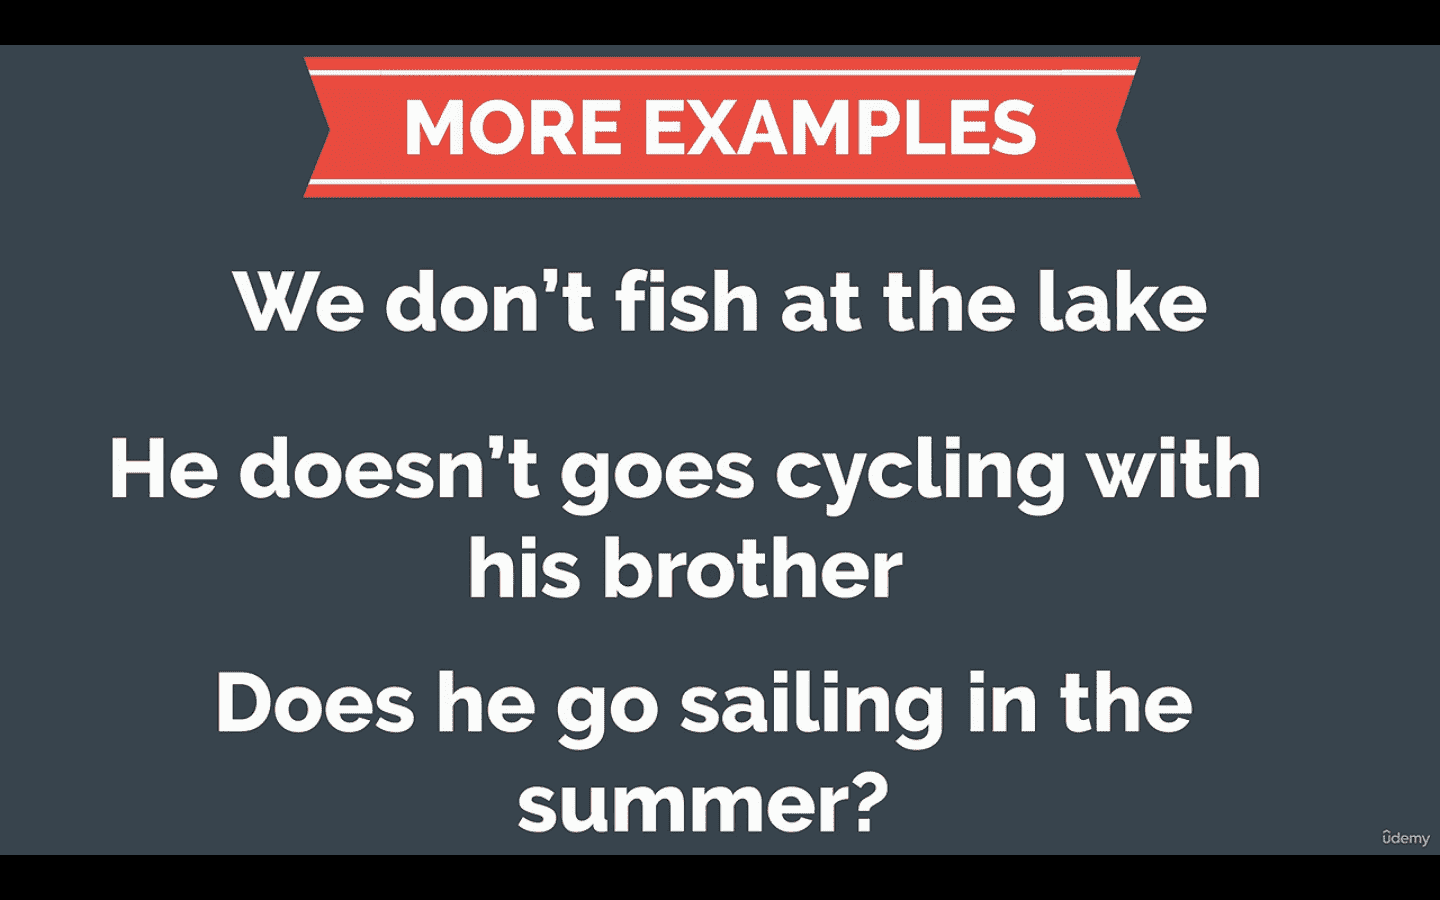 MORE EXAMPLES
We don’t fish at the lake
He doesn’t goes cycling with
his brother
Does he go sailing in the
summer?
ûdemy